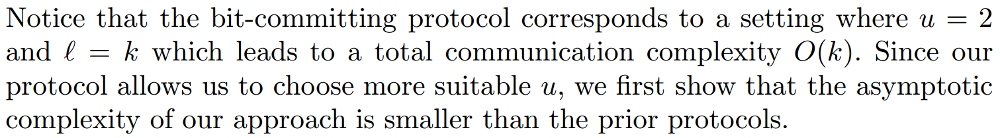 Notice that the bit-committing protocol corresponds to a setting where u = 2
and ℓ = k which leads to a total communication complexity O(k). Since our
protocol allows us to choose more suitable u, we first show that the asymptotic
complexity of our approach is smaller than the prior protocols.